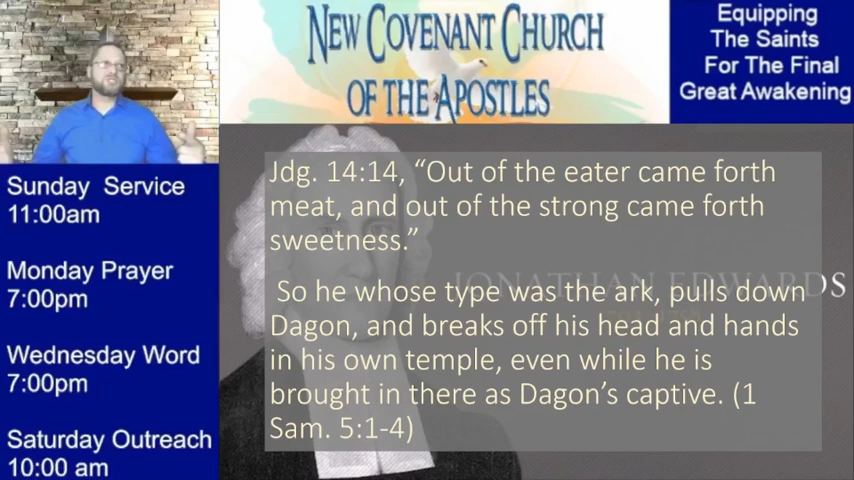 NEW COVENANT CHURCH
OF THE APOSTLES
Equipping
The Saints
For The Final
Great Awakening
Sunday Service
11:00am
Monday Prayer
7:00pm
Wednesday Word
7:00pm
Saturday Outreach
10:00 am
Jdg. 14:14, “Out of the eater came forth
meat, and out of the strong came forth
sweetness.”
So he whose type was the ark, pulls down
Dagon, and breaks off his head and hands
in his own temple, even while he is
brought in there as Dagon’s captive. (1
Sam. 5:1-4)
JONATHAN EDWARDS